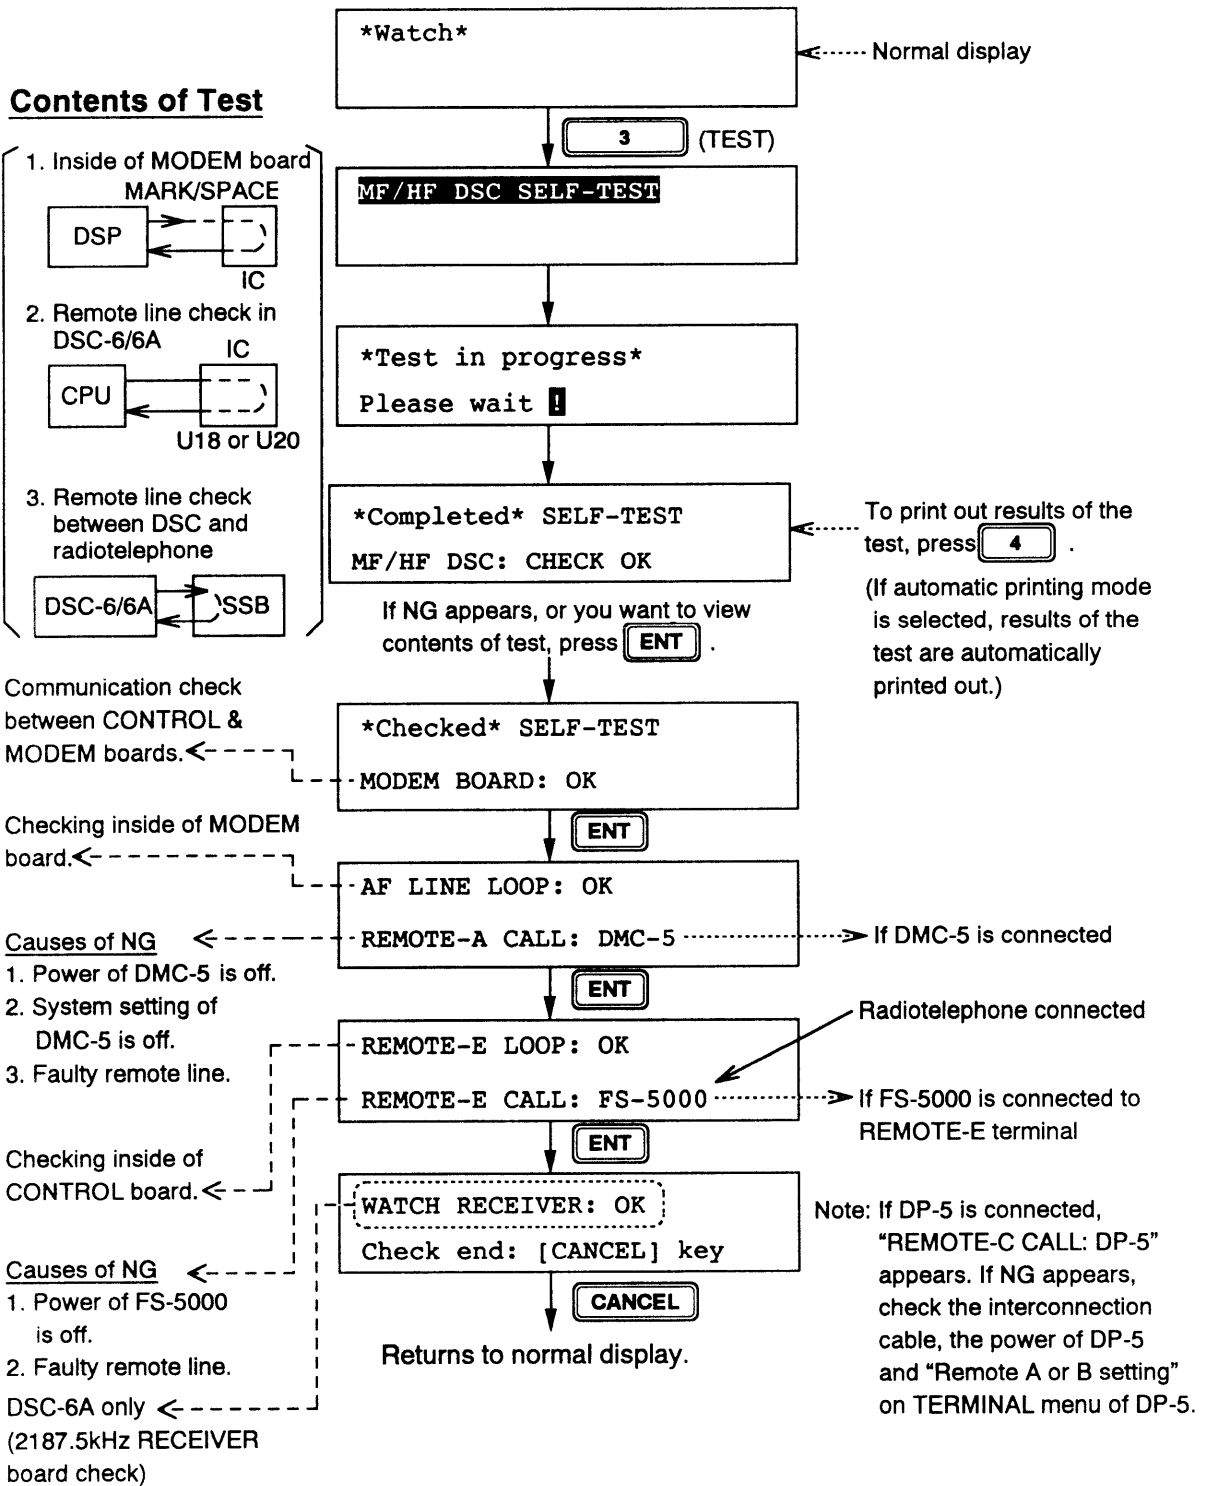 *Watch*
Normal display
Contents of Test
3 (TEST)
1. Inside of MODEM board
MARK/SPACE
DSP
IC
MF/HF DSC SELF-TEST
2. Remote line check in
DSC-6/6A
IC
CPU
U18 or U20
*Test in progress*
Please wait !
3. Remote line check
between DSC and
radiotelephone
DSC-6/6A
SSB
*Completed* SELF-TEST
MF/HF DSC: CHECK OK
To print out results of the
test, press 4 .
(If automatic printing mode
is selected, results of the
test are automatically
printed out.)
If NG appears, or you want to view
contents of test, press ENT .
Communication check
between CONTROL &
MODEM boards.
*Checked* SELF-TEST
MODEM BOARD: OK
ENT
Checking inside of MODEM
board.
AF LINE LOOP: OK
REMOTE-A CALL: DMC-5
If DMC-5 is connected
Causes of NG
1. Power of DMC-5 is off.
2. System setting of
DMC-5 is off.
3. Faulty remote line.
ENT
Radiotelephone connected
REMOTE-E LOOP: OK
REMOTE-E CALL: FS-5000
If FS-5000 is connected to
REMOTE-E terminal
ENT
Checking inside of
CONTROL board.
WATCH RECEIVER: OK
Check end: [CANCEL] key
Causes of NG
1. Power of FS-5000
is off.
2. Faulty remote line.
DSC-6A only
(2187.5kHz RECEIVER
board check)
CANCEL
Returns to normal display.
Note: If DP-5 is connected,
“REMOTE-C CALL: DP-5”
appears. If NG appears,
check the interconnection
cable, the power of DP-5
and “Remote A or B setting”
on TERMINAL menu of DP-5.